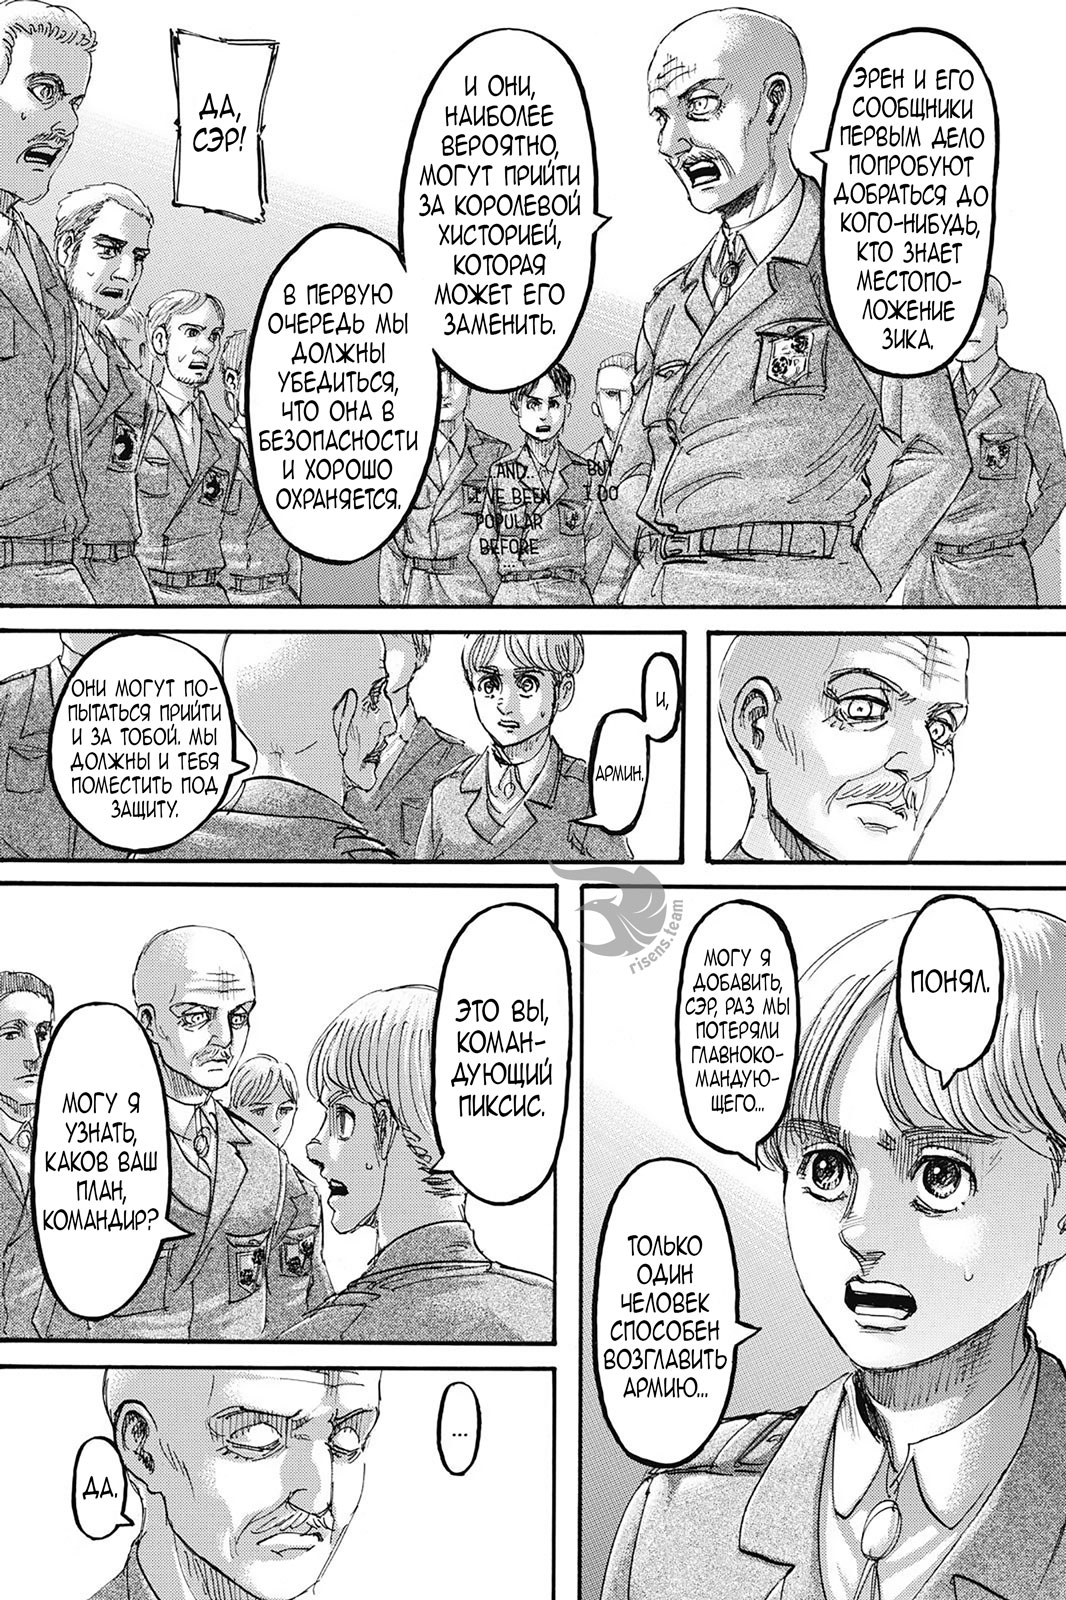 ЭРЕН И ЕГО
СООБЩНИКИ
ПЕРВЫМ ДЕЛО
ПОПРОБУЮТ
ДОБРАТЬСЯ ДО
КОГО-НИБУДЬ,
КТО ЗНАЕТ
МЕСТОПО-
ЛОЖЕНИЕ
ЗИКА.
И ОНИ,
НАИБОЛЕЕ
ВЕРОЯТНО,
МОГУТ ПРИЙТИ
ЗА КОРОЛЕВОЙ
ХИСТОРИЕЙ,
КОТОРАЯ
МОЖЕТ ЕГО
ЗАМЕНИТЬ.
В ПЕРВУЮ
ОЧЕРЕДЬ МЫ
ДОЛЖНЫ
УБЕДИТЬСЯ,
ЧТО ОНА В
БЕЗОПАСНОСТИ
И ХОРОШО
ОХРАНЯЕТСЯ.
ДА,
СЭР!
BUT
I DO
AND..
I'VE BEEN
POPULAR
BEFORE
...
И,
АРМИН.
ОНИ МОГУТ ПО-
ПЫТАТЬСЯ ПРИЙТИ
И ЗА ТОБОЙ. МЫ
ДОЛЖНЫ И ТЕБЯ
ПОМЕСТИТЬ ПОД
ЗАЩИТУ.
risens.team
ПОНЯЛ.
МОГУ Я
ДОБАВИТЬ,
СЭР, РАЗ МЫ
ПОТЕРЯЛИ
ГЛАВНОКО-
МАНДУЮ-
ЩЕГО...
ТОЛЬКО
ОДИН
ЧЕЛОВЕК
СПОСОБЕН
ВОЗГЛАВИТЬ
АРМИЮ...
ЭТО ВЫ,
КОМАН-
ДУЮЩИЙ
ПИКСИС.
МОГУ Я
УЗНАТЬ,
КАКОВ ВАШ
ПЛАН,
КОМАНДИР?
...
ДА.